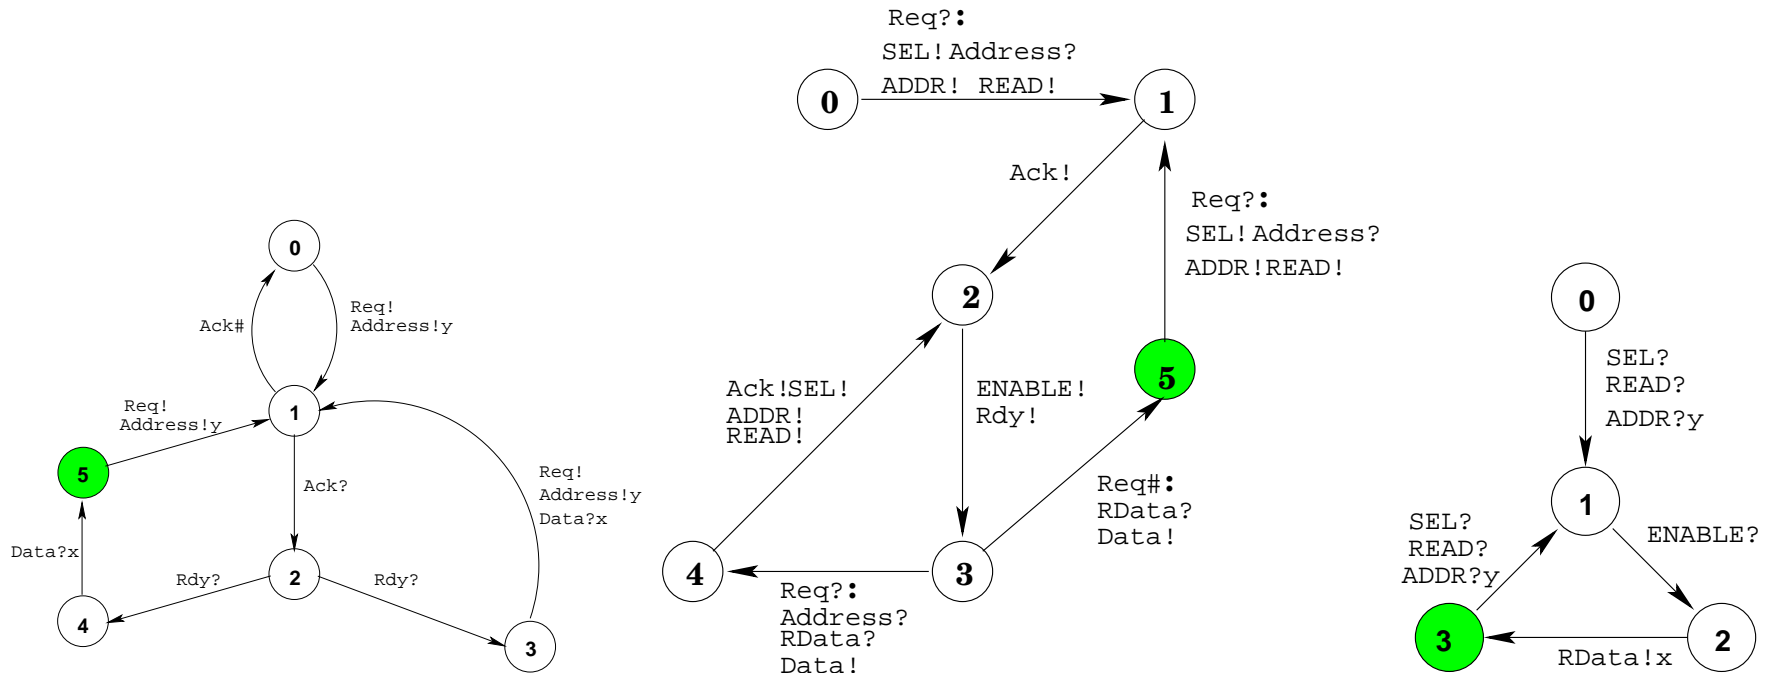 0
Ack#
Req!
Address!y
1
Req!
Address!y
5
Ack?
Req!
Address!y
Data?x
Data?x
Rdy?
2
Rdy?
4
3
Req?:
SEL!Address?
ADDR! READ!
0
1
Ack!
Req?:
SEL!Address?
ADDR!READ!
2
5
Ack!SEL!
ADDR!
READ!
ENABLE!
Rdy!
Req#:
RData?
Data!
4
3
Req?:
Address?
RData?
Data!
0
SEL?
READ?
ADDR?y
1
SEL?
READ?
ADDR?y
ENABLE?
3
2
RData!x